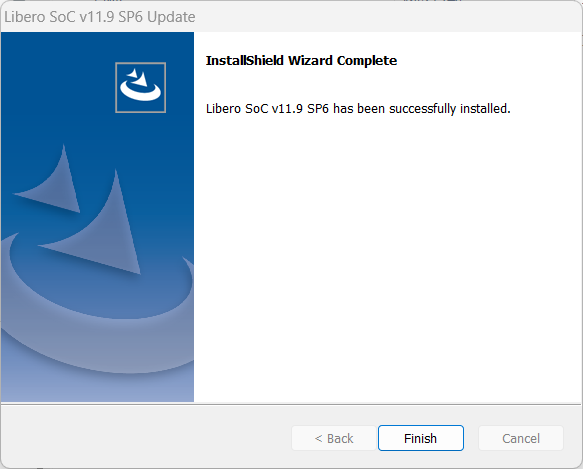 Libero SoC v11.9 SP6 Update
InstallShield Wizard Complete
Libero SoC v11.9 SP6 has been successfully installed.
< Back
Finish
Cancel